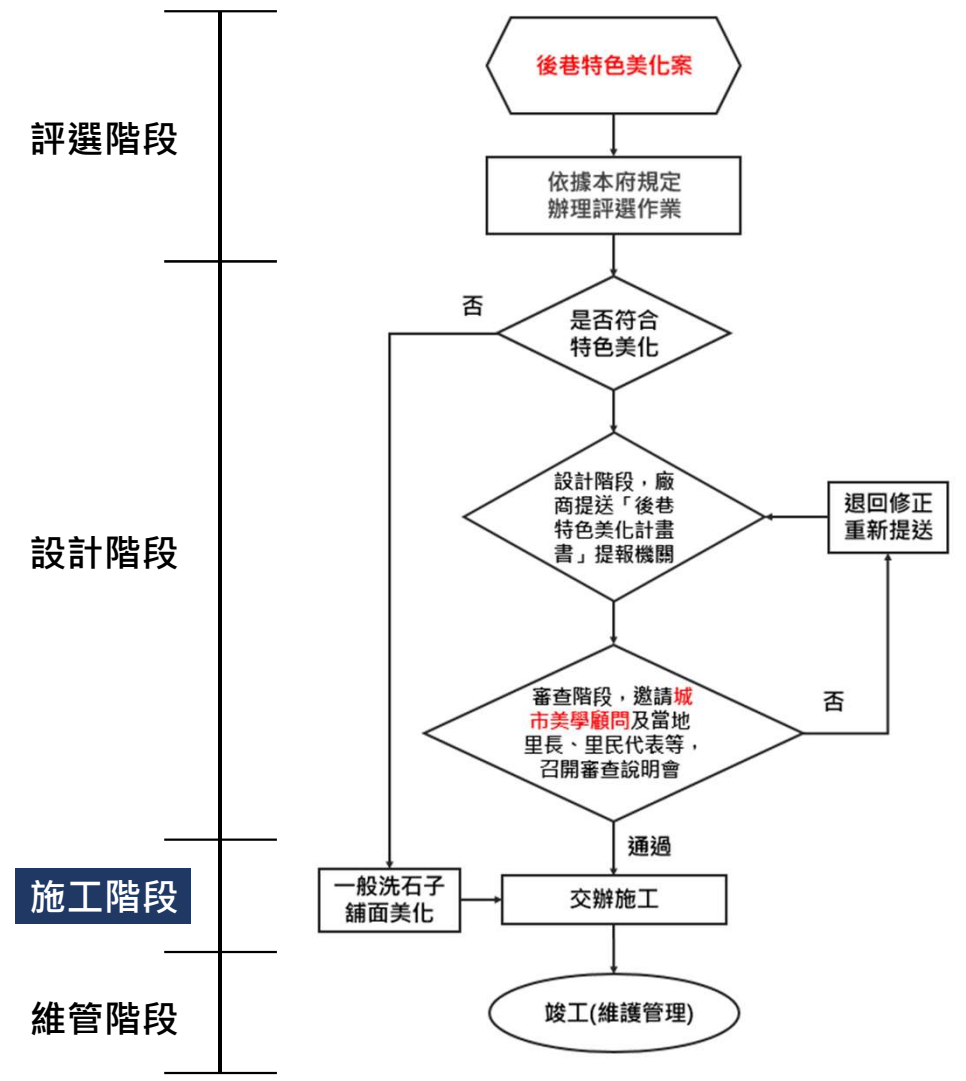 後巷特色美化案
評選階段
依據本府規定
辦理評選作業
否
是否符合
特色美化
設計階段，廠
商提送「後巷
特色美化計畫
書」提報機關
退回修正
重新提送
設計階段
審查階段，邀請城
市美學顧問及當地
里長、里民代表等，
召開審查說明會
否
通過
施工階段
一般洗石子
舖面美化
交辦施工
維管階段
竣工(維護管理)